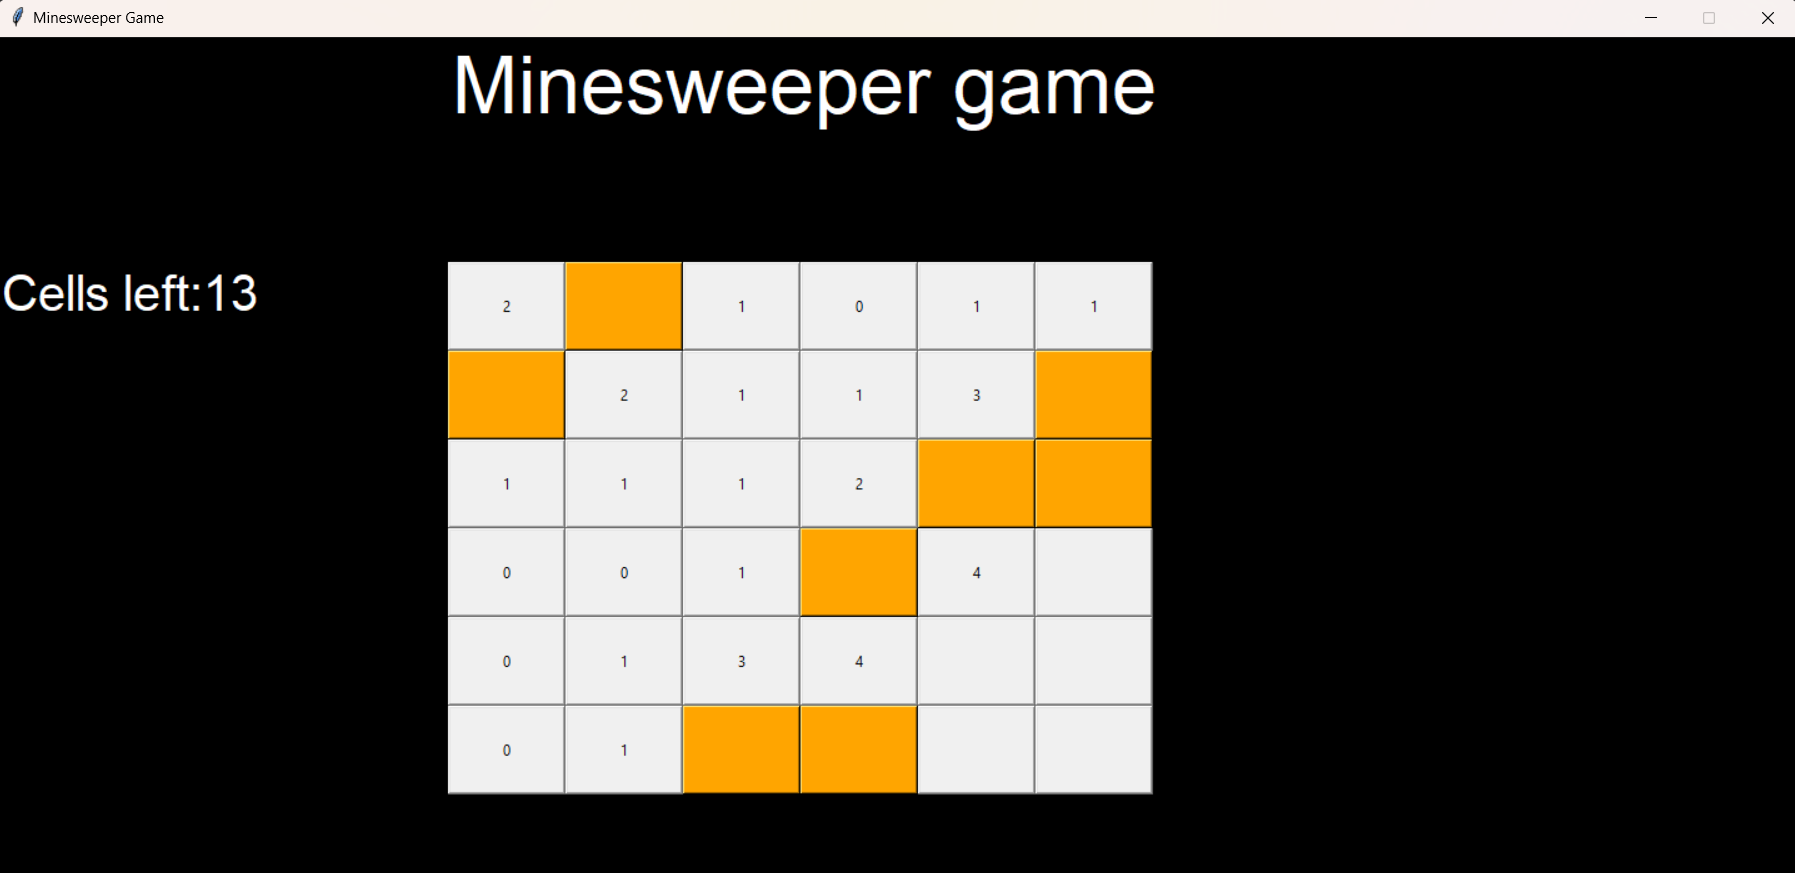 Minesweeper Game
Minesweeper game
Cells left:13
2 1 0 1 1
2 1 1 3
1 1 1 2
0 0 1 4
0 1 3 4
0 1